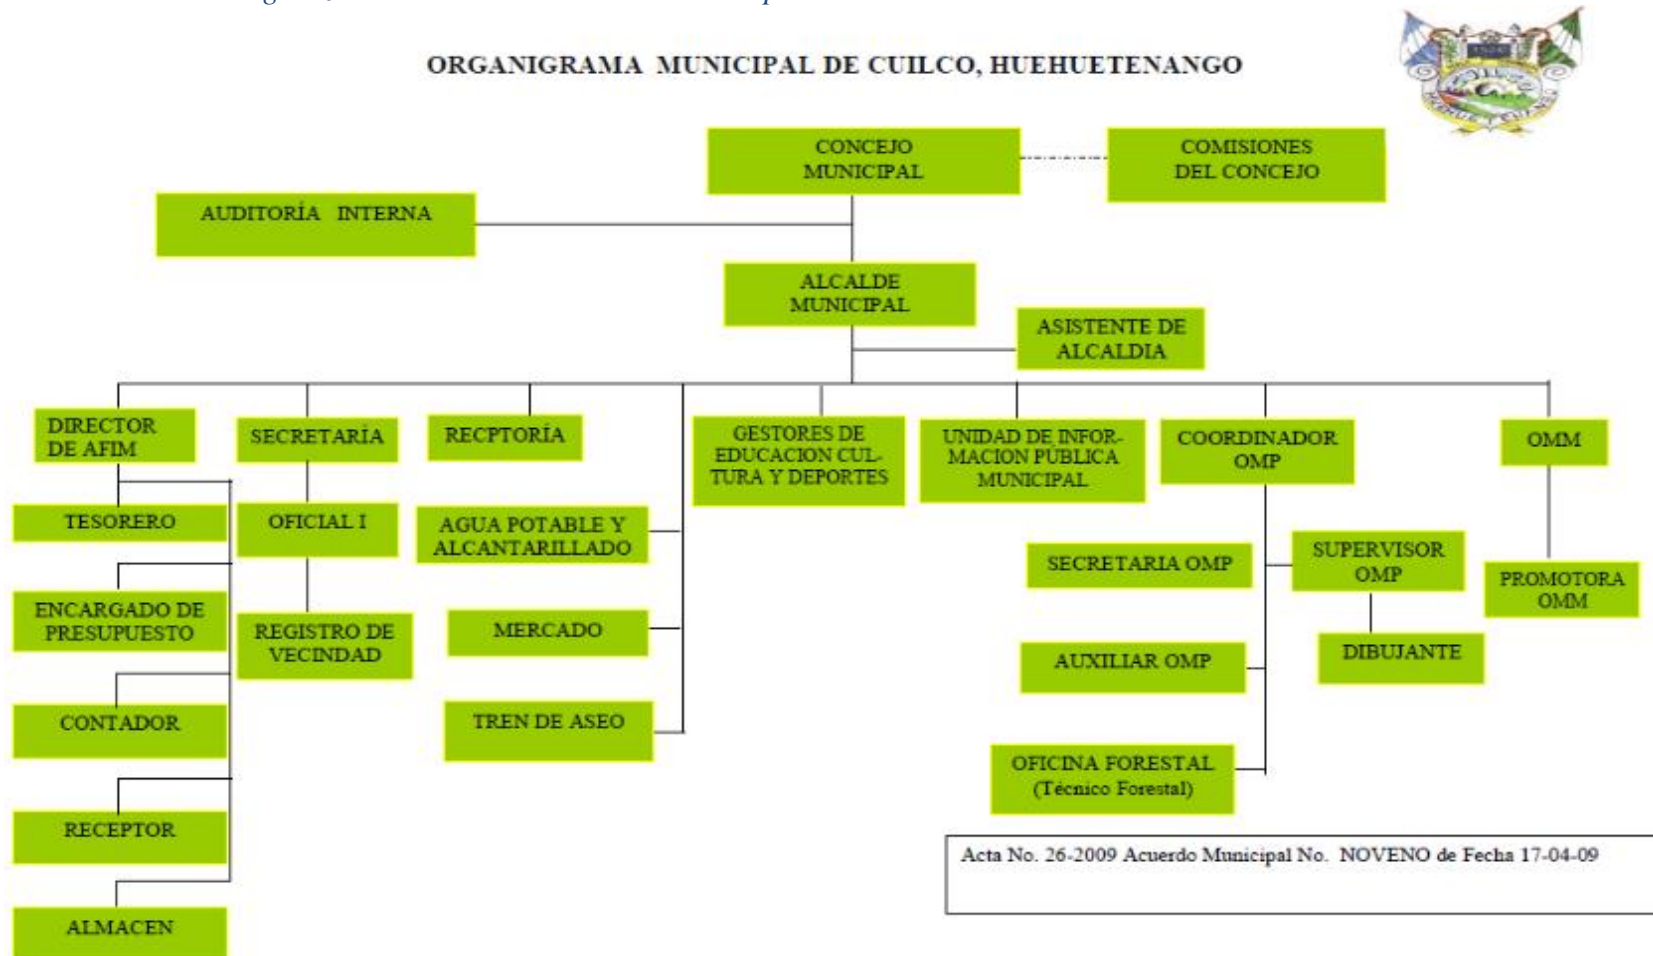 ORGANIGRAMA MUNICIPAL DE CUILCO, HUEHUETENANGO
CONCEJO
MUNICIPAL
COMISIONES
DEL CONCEJO
AUDITORÍA INTERNA
ALCALDE
MUNICIPAL
ASISTENTE DE
ALCALDIA
DIRECTOR
DE AFIM
SECRETARÍA
RECPTORÍA
GESTORES DE
EDUCACION CUL-
TURA Y DEPORTES
UNIDAD DE INFOR-
MACION PÚBLICA
MUNICIPAL
COORDINADOR
OMP
OMM
TESORERO
OFICIAL I
AGUA POTABLE Y
ALCANTARILLADO
SECRETARIA OMP
SUPERVISOR
OMP
PROMOTORA
OMM
ENCARGADO DE
PRESUPUESTO
REGISTRO DE
VECINDAD
MERCADO
AUXILIAR OMP
DIBUJANTE
CONTADOR
TREN DE ASEO
OFICINA FORESTAL
(Técnico Forestal)
RECEPTOR
Acta No. 26-2009 Acuerdo Municipal No. NOVENO de Fecha 17-04-09
ALMACEN